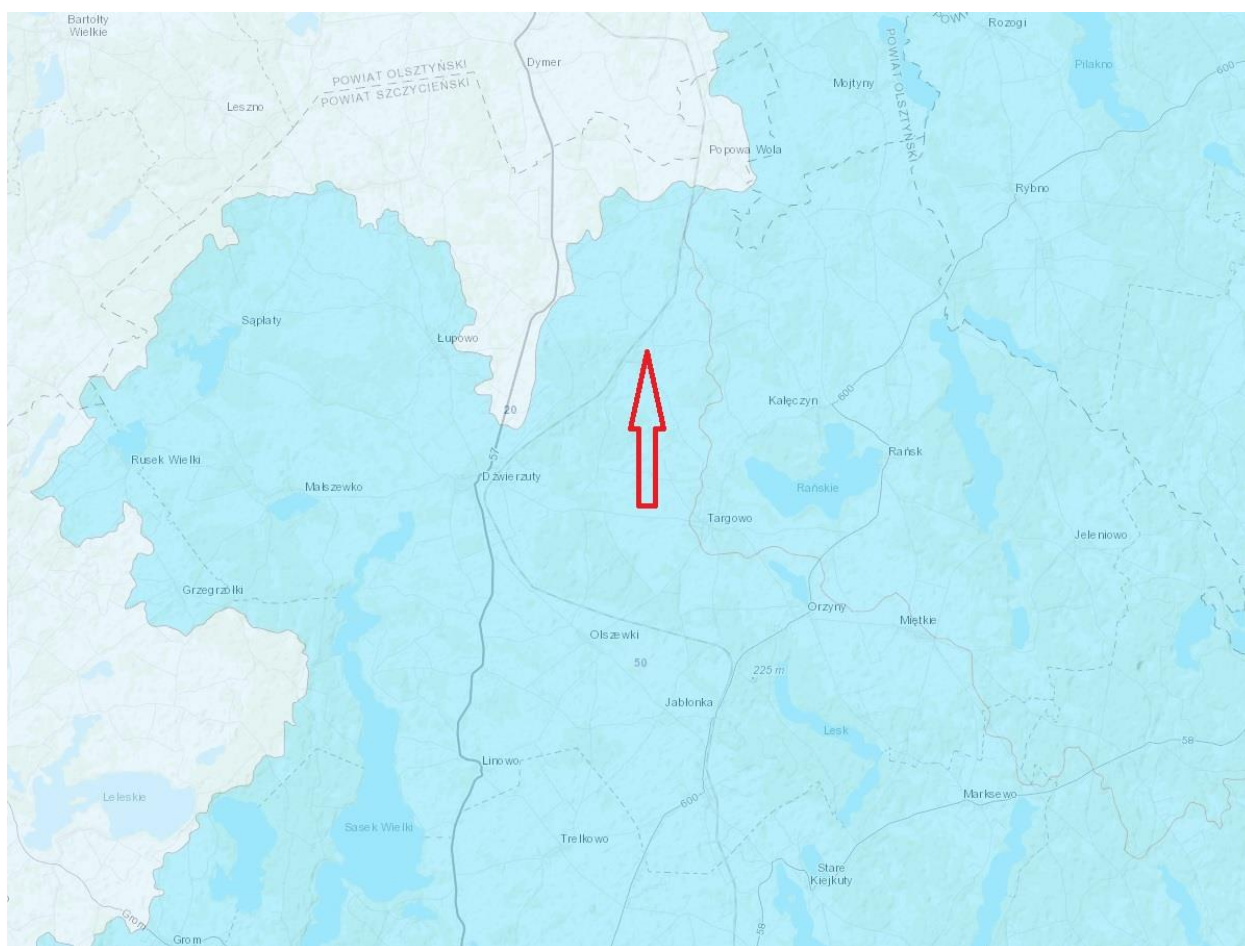 Bartołty
Wielkie
Rozogi
Dymer
POWIAT OLSZTYŃSKI
POWIAT SZCZYCIEŃSKI
Pilakno
600
Mojtyny
Leszno
POWIAT OLSZTYŃSKI
Popowa Wola
Rybno
Sąpłaty
Łupowo
600
Kałęczyn
20
57
Rańsk
Rusek Wielki
Dźwierzuty
Małszewko
Rańskie
Targowo
Jeleniowo
Grzegrzółki
Orzyny
Miętkie
Olszewki
50
225 m
Jabłonka
Lesk
58
Linowo
Marksewo
Leleskie
600
Sasek Wielki
Trelkowo
Stare
Kiejkuty
Grom
58
Grom